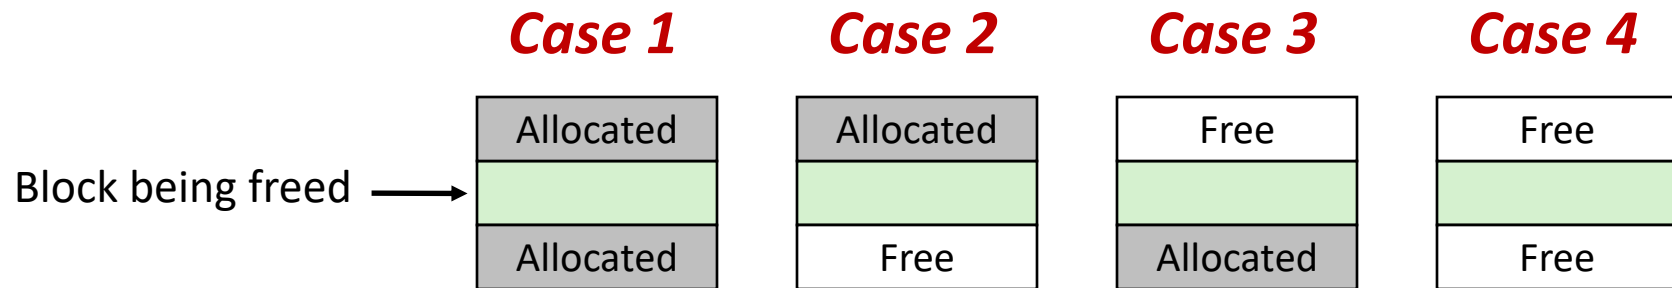 Case 1 Case 2 Case 3 Case 4
Allocated Allocated Free Free
Block being freed
Allocated Free Allocated Free